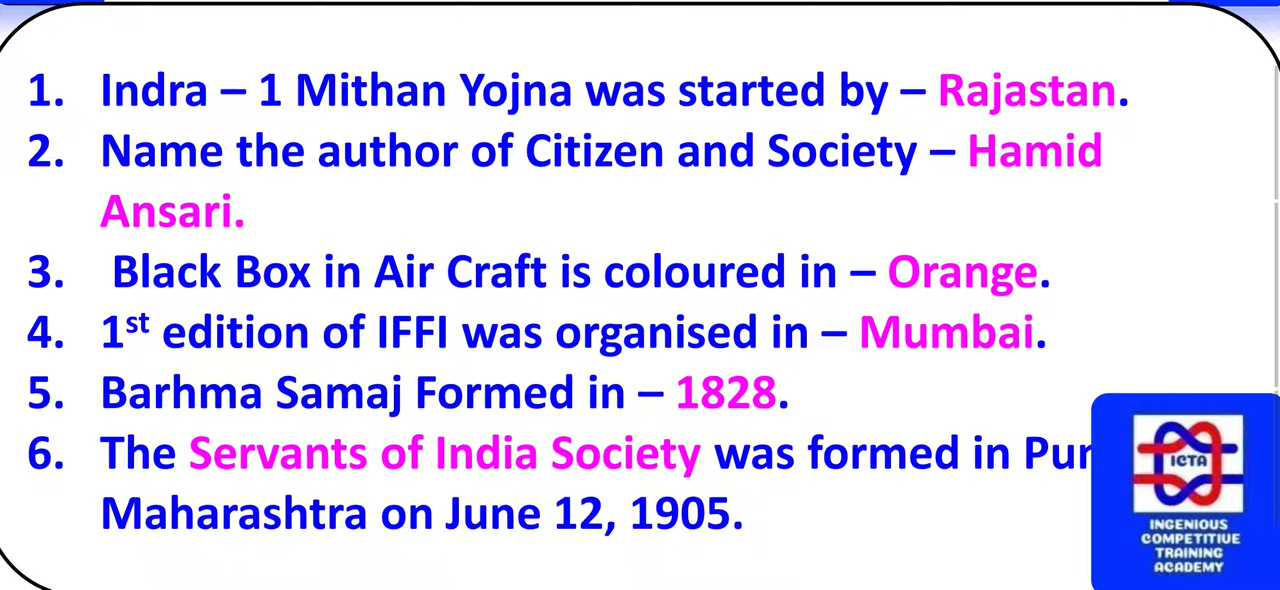 1. Indra – 1 Mithan Yojna was started by – Rajastan.
2. Name the author of Citizen and Society – Hamid
Ansari.
3. Black Box in Air Craft is coloured in – Orange.
4. 1st edition of IFFI was organised in – Mumbai.
5. Barhma Samaj Formed in – 1828.
6. The Servants of India Society was formed in
Maharashtra on June 12, 1905.
ICTA
INGENIOUS
COMPETITIVE
TRAINING
ACADEMY